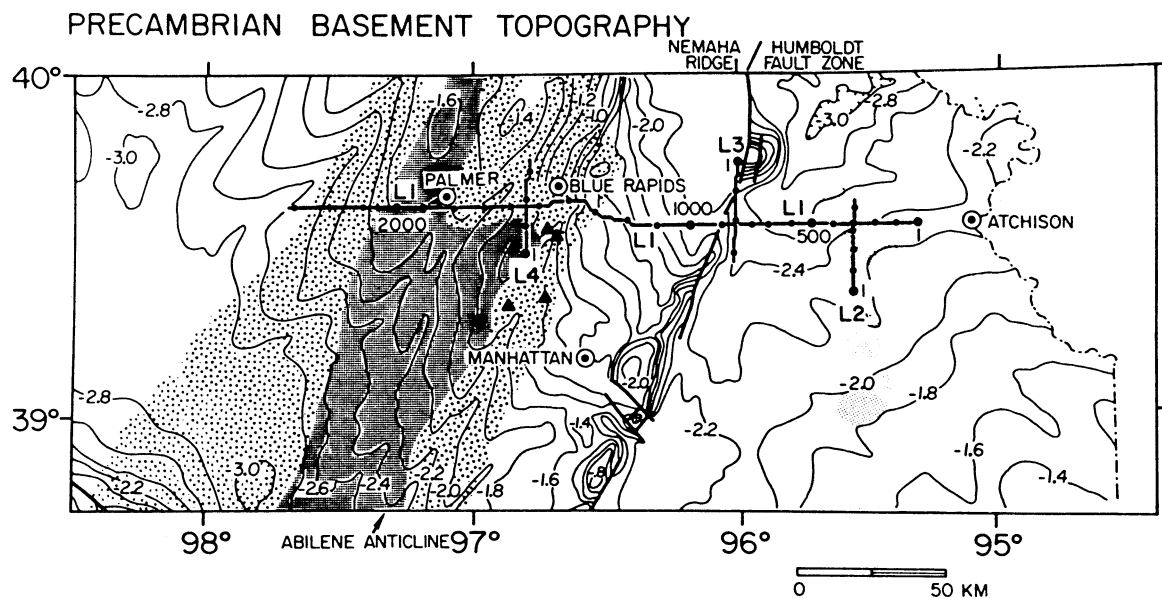 PRECAMBRIAN BASEMENT TOPOGRAPHY
NEMAHA RIDGE
HUMBOLDT FAULT ZONE
40°
-2.8
-1.6
-1.4
-1.2
-1.0
-2.0
-3.0
-2.8
-3.0
L3
1
-2.2
L1
PALMER
BLUE RAPIDS
2000
1000
L1
L1
500
1
ATCHISON
L4
-2.4
1
L2
MANHATTAN
-2.0
-2.0
-1.8
39°
-2.8
-1.4
-2.2
-1.6
-1.4
-2.2
3.0
-2.6
-2.4
-2.2
-2.0
-1.8
-1.6
-.8
98°
ABILENE ANTICLINE
97°
96°
95°
0
50 KM